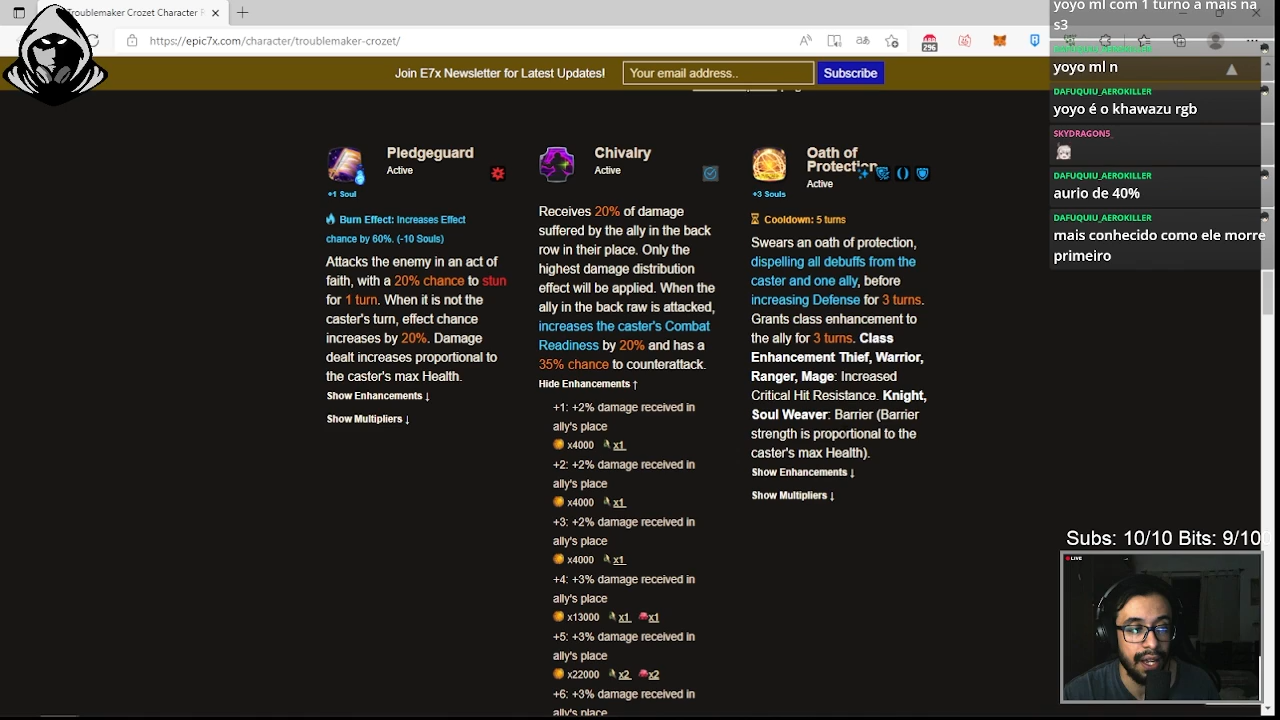 Troublemaker Crozet Character R
https://epic7x.com/character/troublemaker-crozet/
296
Join E7x Newsletter for Latest Updates!
Your email address..
Subscribe
Pledgeguard
Active
+1 Soul
Burn Effect: Increases Effect
chance by 60%. (-10 Souls)
Attacks the enemy in an act of
faith, with a 20% chance to stun
for 1 turn. When it is not the
caster's turn, effect chance
increases by 20%. Damage
dealt increases proportional to
the caster's max Health.
Show Enhancements ↓
Show Multipliers ↓
Chivalry
Active
Receives 20% of damage
suffered by the ally in the back
row in their place. Only the
highest damage distribution
effect will be applied. When the
ally in the back raw is attacked,
increases the caster's Combat
Readiness by 20% and has a
35% chance to counterattack.
Hide Enhancements ↑
+1: +2% damage received in
ally's place
x4000 x1
+2: +2% damage received in
ally's place
x4000 x1
+3: +2% damage received in
ally's place
x4000 x1
+4: +3% damage received in
ally's place
x13000 x1 x1
+5: +3% damage received in
ally's place
x22000 x2 x2
+6: +3% damage received in
ally's place
Oath of
Protection
Active
+3 Souls
Cooldown: 5 turns
Swears an oath of protection,
dispelling all debuffs from the
caster and one ally, before
increasing Defense for 3 turns.
Grants class enhancement to
the ally for 3 turns. Class
Enhancement Thief, Warrior,
Ranger, Mage: Increased
Critical Hit Resistance. Knight,
Soul Weaver: Barrier (Barrier
strength is proportional to the
caster's max Health).
Show Enhancements ↓
Show Multipliers ↓
yoyo ml com 1 turno a mais na
s3
yoyo ml n
DAFUQUIU_AEROKILLER
yoyo é o khawazu rgb
SKYDRAGON5_
DAFUQUIU_AEROKILLER
aurio de 40%
DAFUQUIU_AEROKILLER
mais conhecido como ele morre
primeiro
Subs: 10/10 Bits: 9/100
LIVE